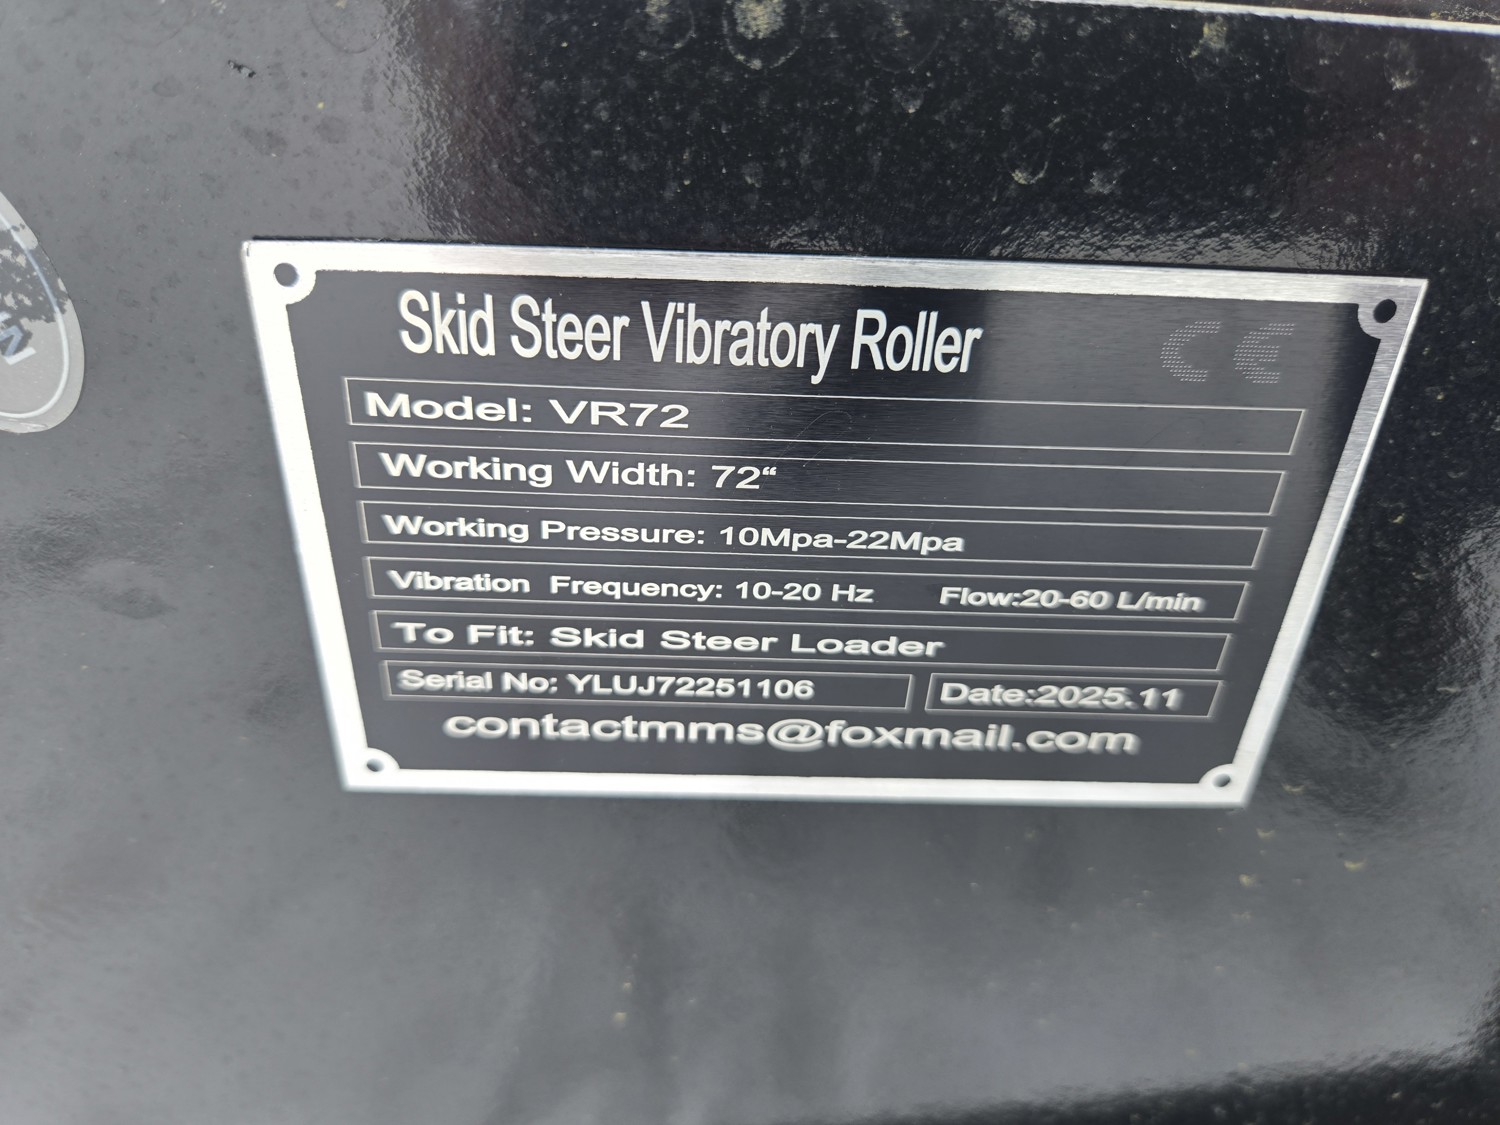 Skid Steer Vibratory Roller CE
Model: VR72
Working Width: 72“
Working Pressure: 10Mpa-22Mpa
Vibration Frequency: 10-20 Hz Flow:20-60 L/min
To Fit: Skid Steer Loader
Serial No: YLUJ72251106 Date:2025.11
contactmms@foxmail.com